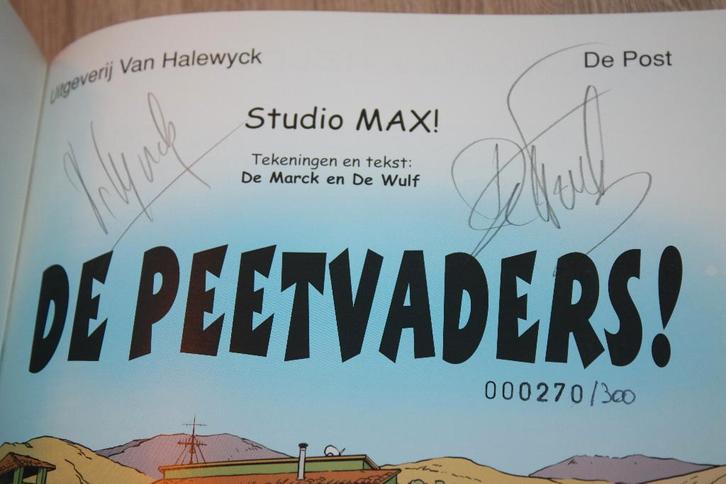 Uitgeverij Van Halewyck
De Post
Studio MAX!
Tekeningen en tekst:
De Marck en De Wulf
DE PEETVADERS!
000270/300